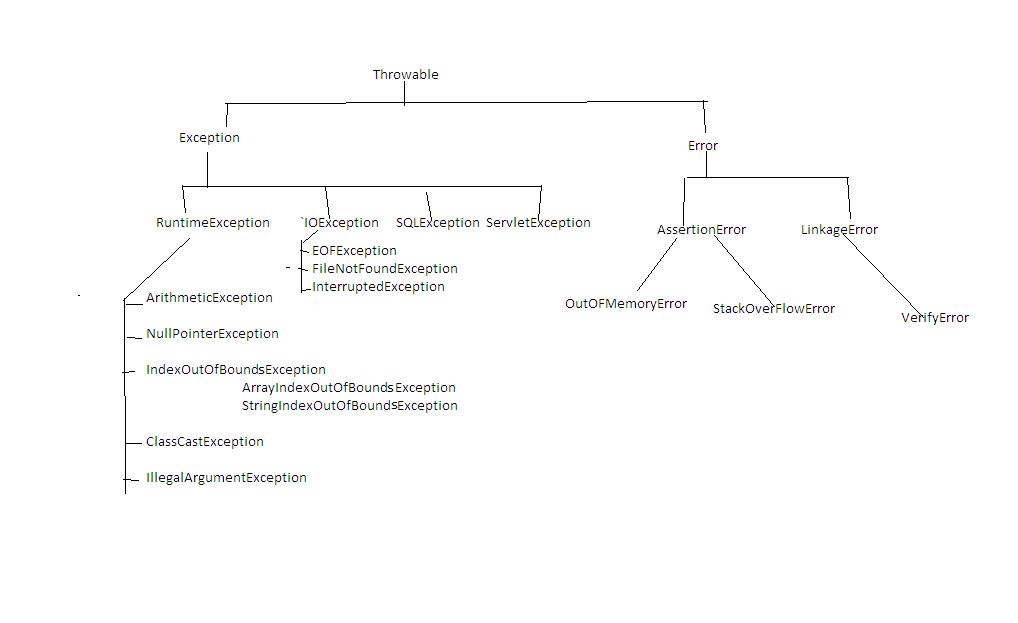 Throwable
Exception
Error
RuntimeException `IOException SQLException ServletException
AssertionError LinkageError
EOFException
FileNotFoundException
InterruptedException
ArithmeticException
OutOFMemoryError StackOverFlowError VerifyError
NullPointerException
IndexOutOfBoundsException
ArrayIndexOutOfBoundsException
StringIndexOutOfBoundsException
ClassCastException
IllegalArgumentException